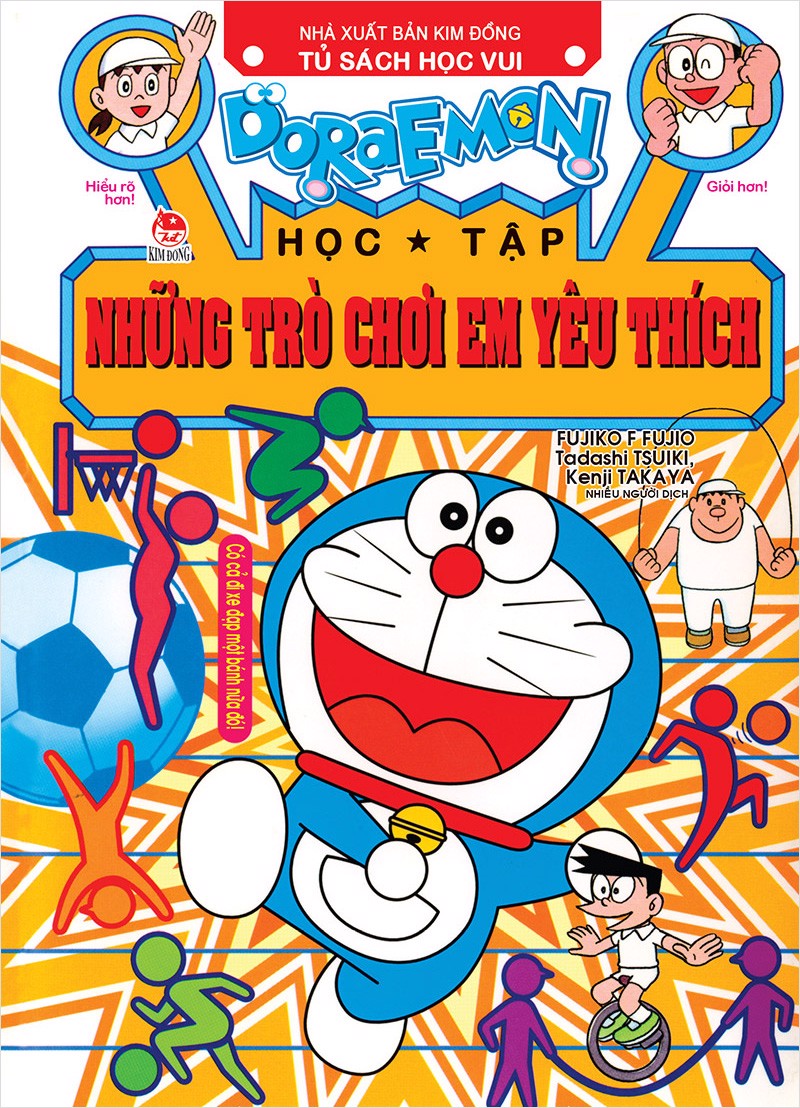 NHÀ XUẤT BẢN KIM ĐỒNG
TỦ SÁCH HỌC VUI
DORAEMON
Hiểu rõ
hơn!
Giỏi hơn!
KIM ĐỒNG
HỌC ★ TẬP
NHỮNG TRÒ CHƠI EM YÊU THÍCH
FUJIKO F FUJIO
Tadashi TSUIKI,
Kenji TAKAYA
NHIỀU NGƯỜI DỊCH
Có cả đi xe đạp một bánh nữa đó!